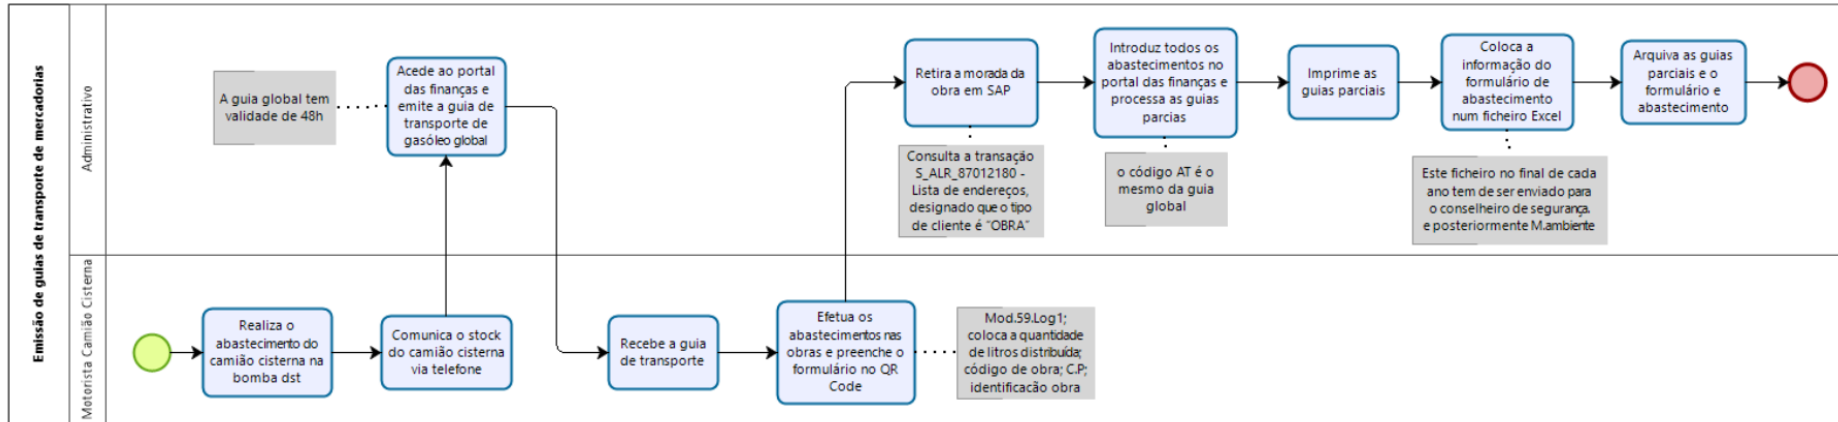 Emissão de guias de transporte de mercadorias
Administrativo
A guia global tem
validade de 48h
Acede ao portal
das finanças e
emite a guia de
transporte de
gasóleo global
Retira a morada da
obra em SAP
Consulta a transação
S_ALR_87012180 -
Lista de endereços,
designado que o tipo
de cliente é “OBRA”
Introduz todos os
abastecimentos no
portal das finanças e
processa as guias
parcias
o código AT é o
mesmo da guia
global
Imprime as
guias parciais
Coloca a
informação do
formulário de
abastecimento
num ficheiro Excel
Este ficheiro no final de cada
ano tem de ser enviado para
o conselheiro de segurança.
e posteriormente M.ambiente
Arquiva as guias
parciais e o
formulário e
abastecimento
Motorista Camião Cisterna
Realiza o
abastecimento do
camião cisterna na
bomba dst
Comunica o stock
do camião cisterna
via telefone
Recebe a guia
de transporte
Efetua os
abastecimentos nas
obras e preenche o
formulário no QR
Code
Mod.59.Log1;
coloca a quantidade
de litros distribuída;
código de obra; C.P;
identificação obra